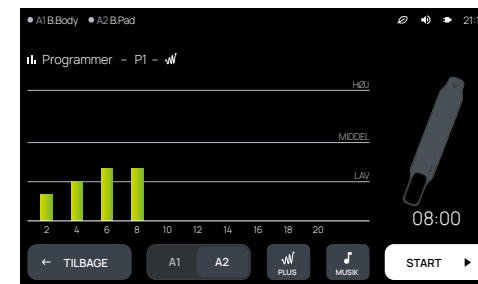 A1 B.Body A2 B.Pad
Programmer – P1 –
HØJ
MIDDEL
LAV
2 4 6 8 10 12 14 16 18 20
08:00
← TILBAGE A1 A2 PLUS MUSIK START